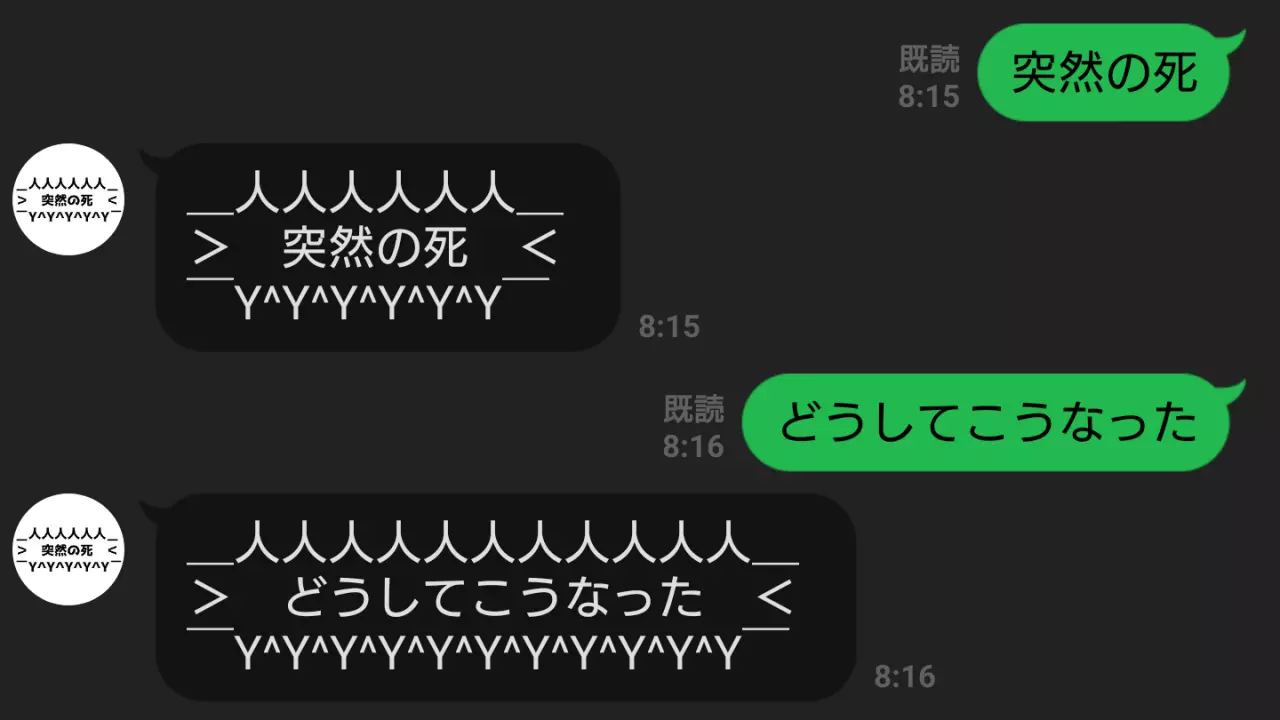 既読
8:15
突然の死
＿人人人人人人＿
＞　突然の死　＜
￣Y^Y^Y^Y^Y^Y￣
＿人人人人人人＿
＞　突然の死　＜
￣Y^Y^Y^Y^Y￣
8:15
既読
8:16
どうしてこうなった
＿人人人人人人＿
＞　突然の死　＜
￣Y^Y^Y^Y^Y￣
＿人人人人人人人人人人人＿
＞　どうしてこうなった　＜
￣Y^Y^Y^Y^Y^Y^Y^Y^Y^Y^Y￣
8:16